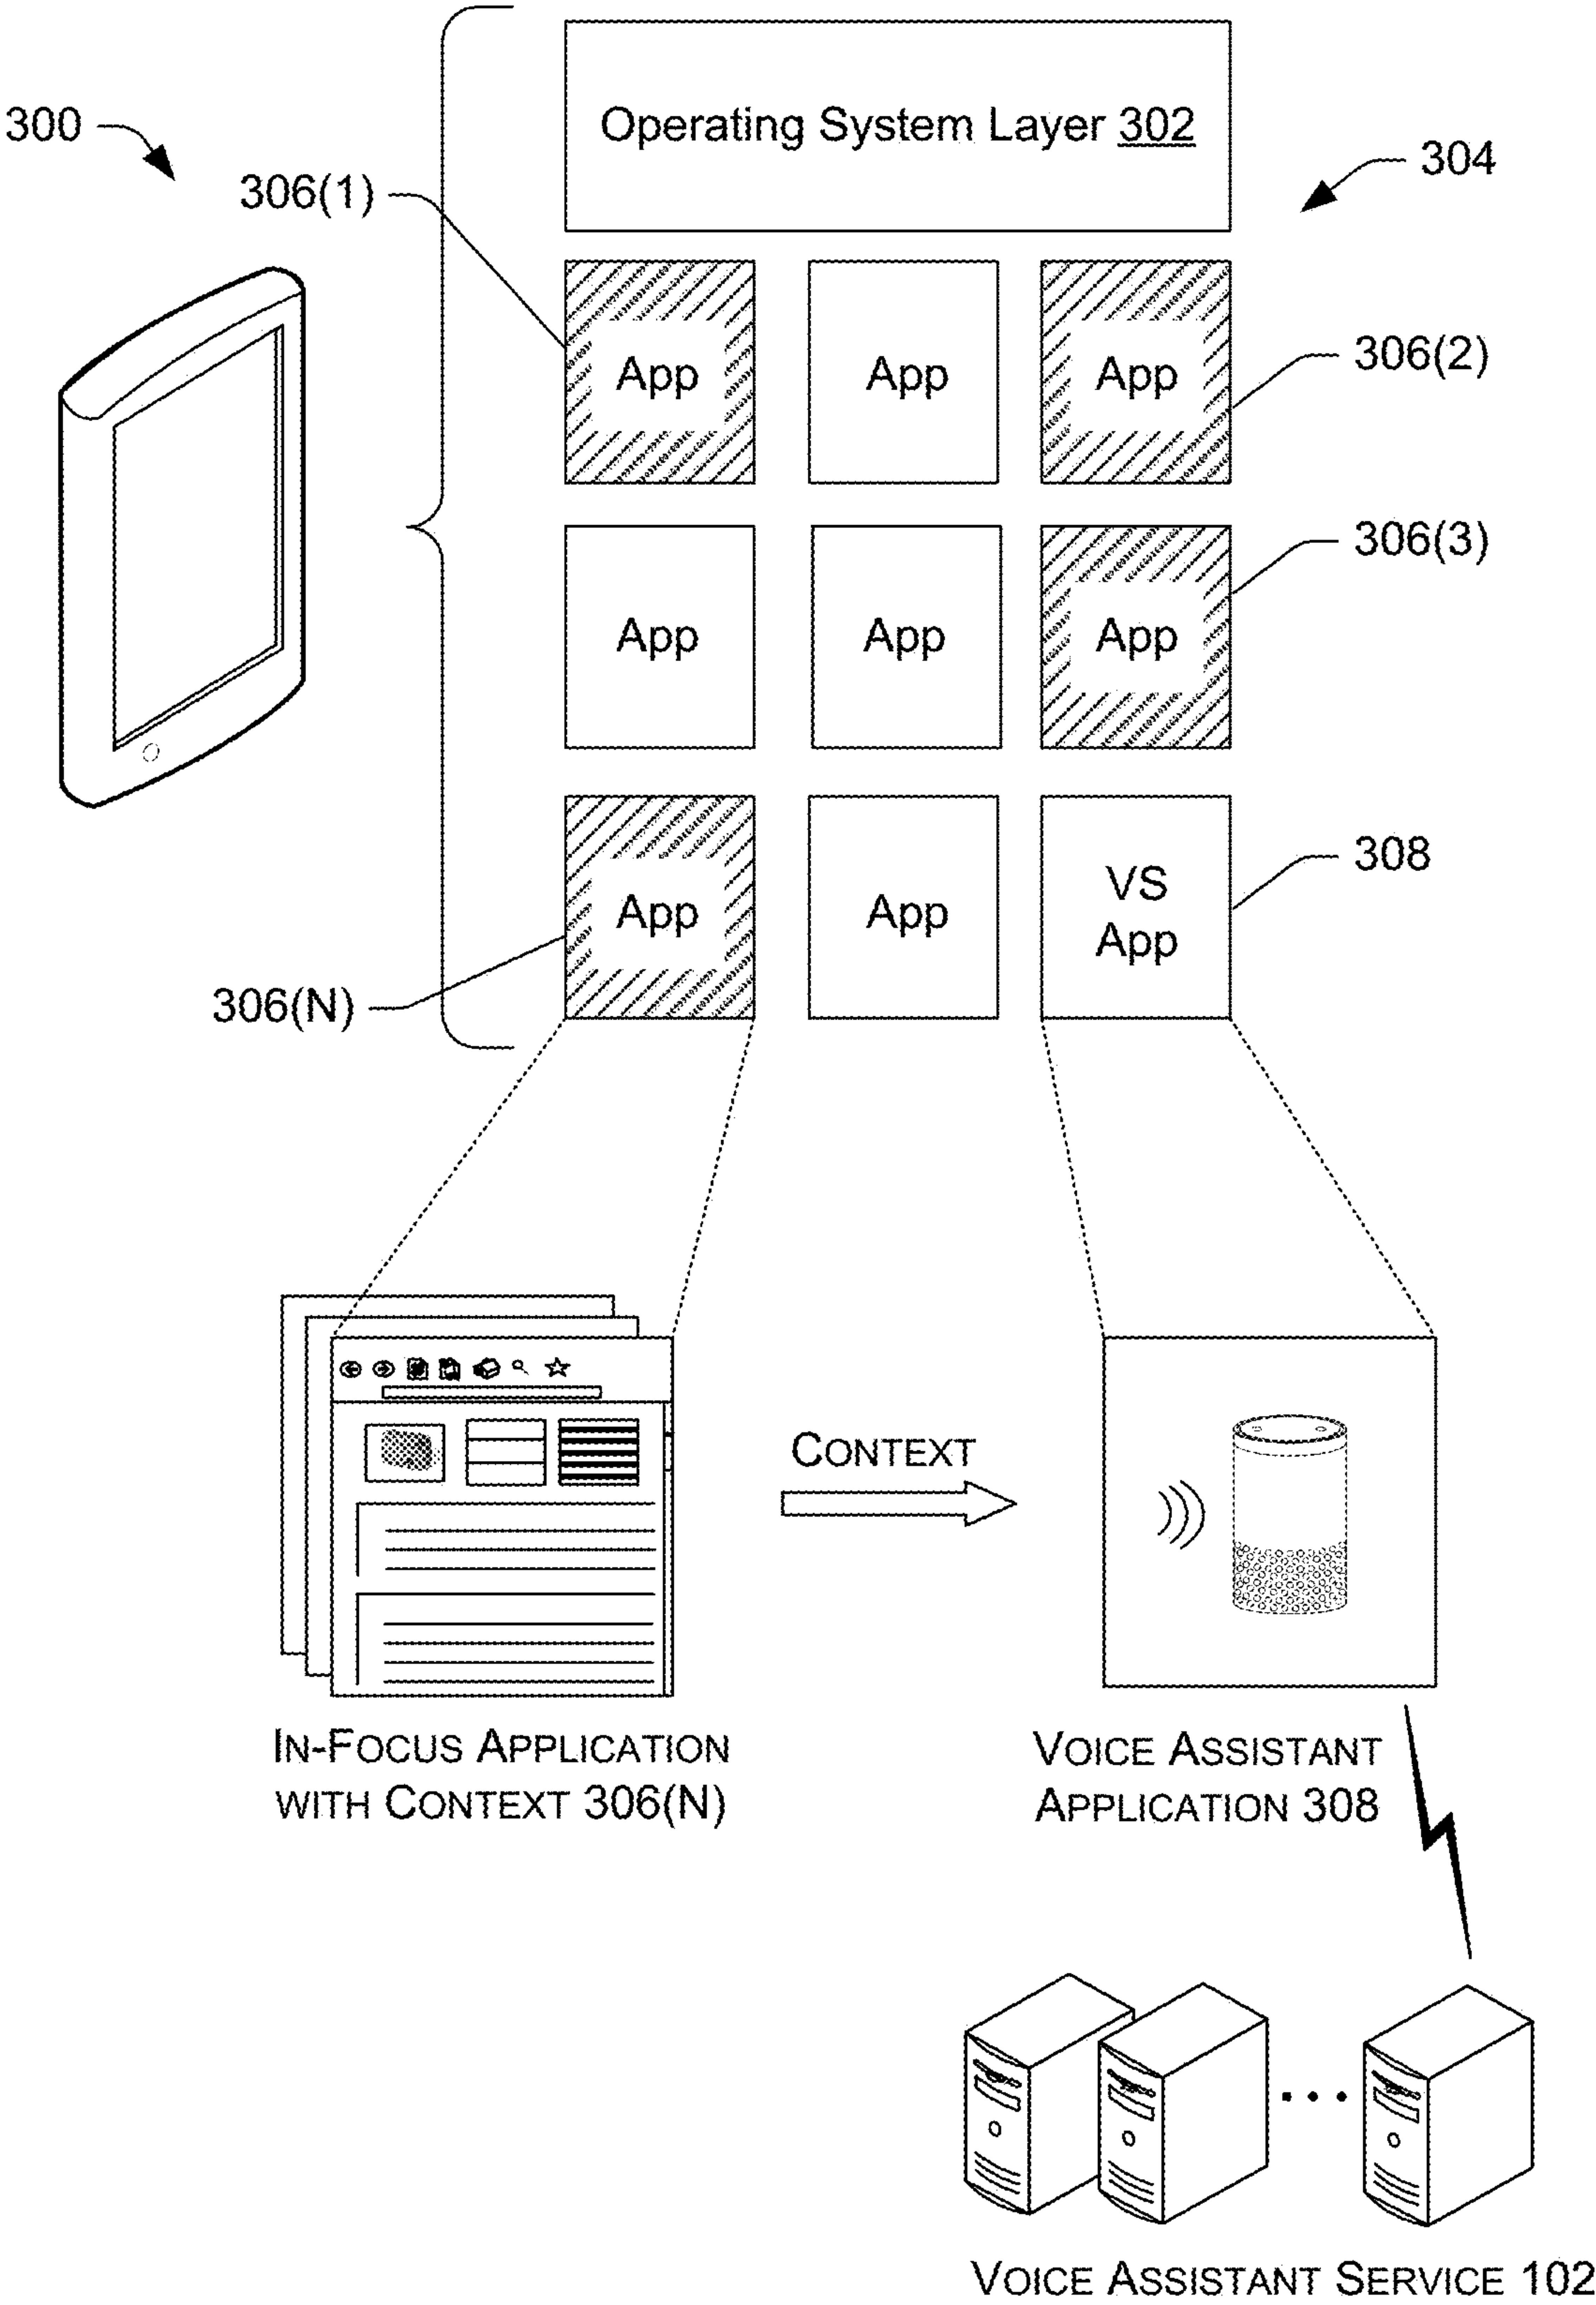 Operating System Layer 302
300
304
306(1)
App
App
App
306(2)
306(3)
App
App
App
App
App
VS
App
308
306(N)
CONTEXT
IN-FOCUS APPLICATION
WITH CONTEXT 306(N)
VOICE ASSISTANT
APPLICATION 308
VOICE ASSISTANT SERVICE 102